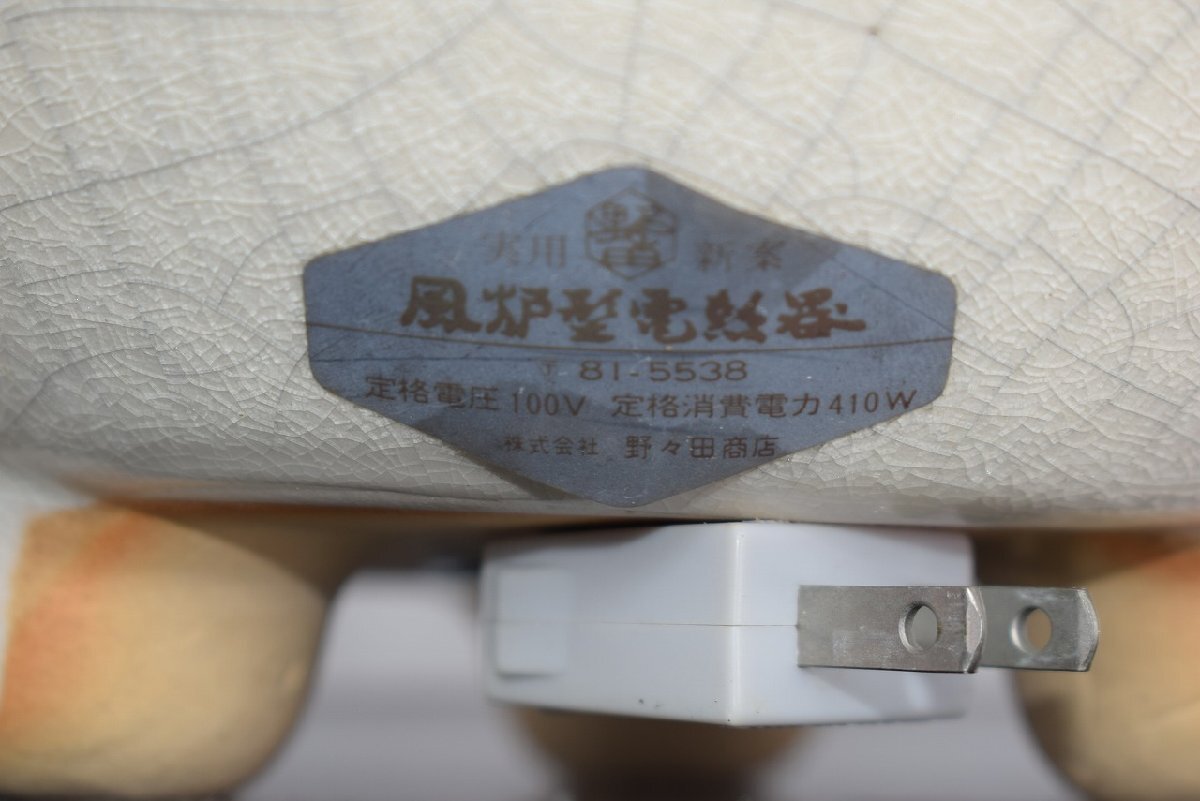 実用 新案
風炉型電熱器
〒 81-5538
定格電圧 100V 定格消費電力 410W
株式会社 野々田商店